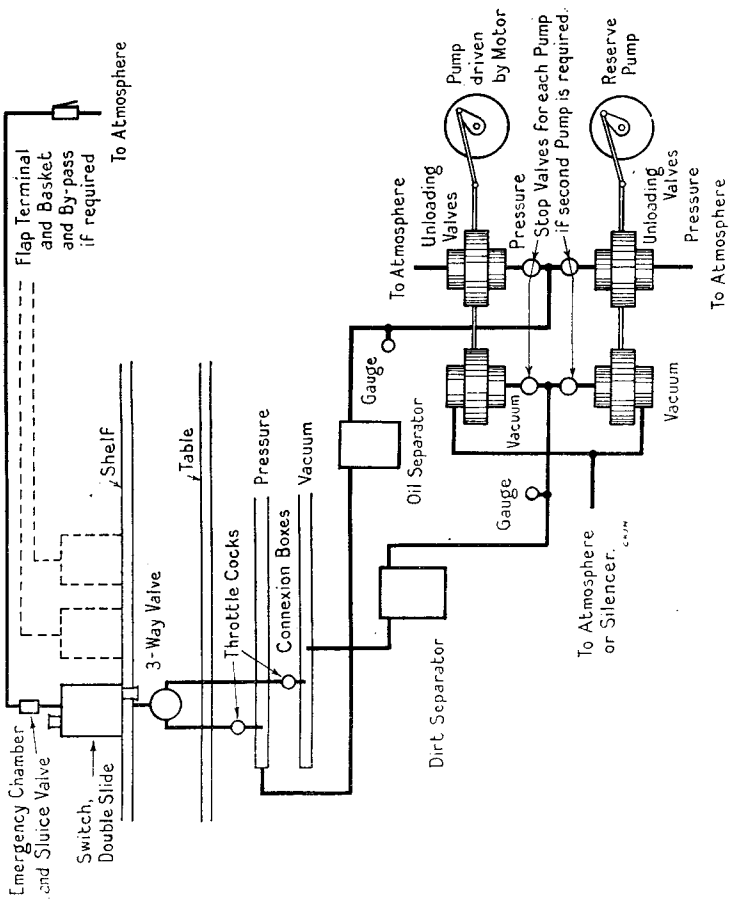 Emergency Chamber
and Sluice Valve
Switch,
Double Slide
3-Way Valve
Flap Terminal
and Basket
and By-pass
if required
To Atmosphere
Shelf
Table
Throttle Cocks
Pressure
Connexion Boxes
Vacuum
Dirt Separator
Oil Separator
Gauge
Gauge
To Atmosphere
or Silencer.
Vacuum
Vacuum
To Atmosphere
Unloading
Valves
Pressure
Stop Valves for each Pump
if second Pump is required.
Pump
driven
by Motor
Reserve
Pump
Unloading
Valves
Pressure
To Atmosphere